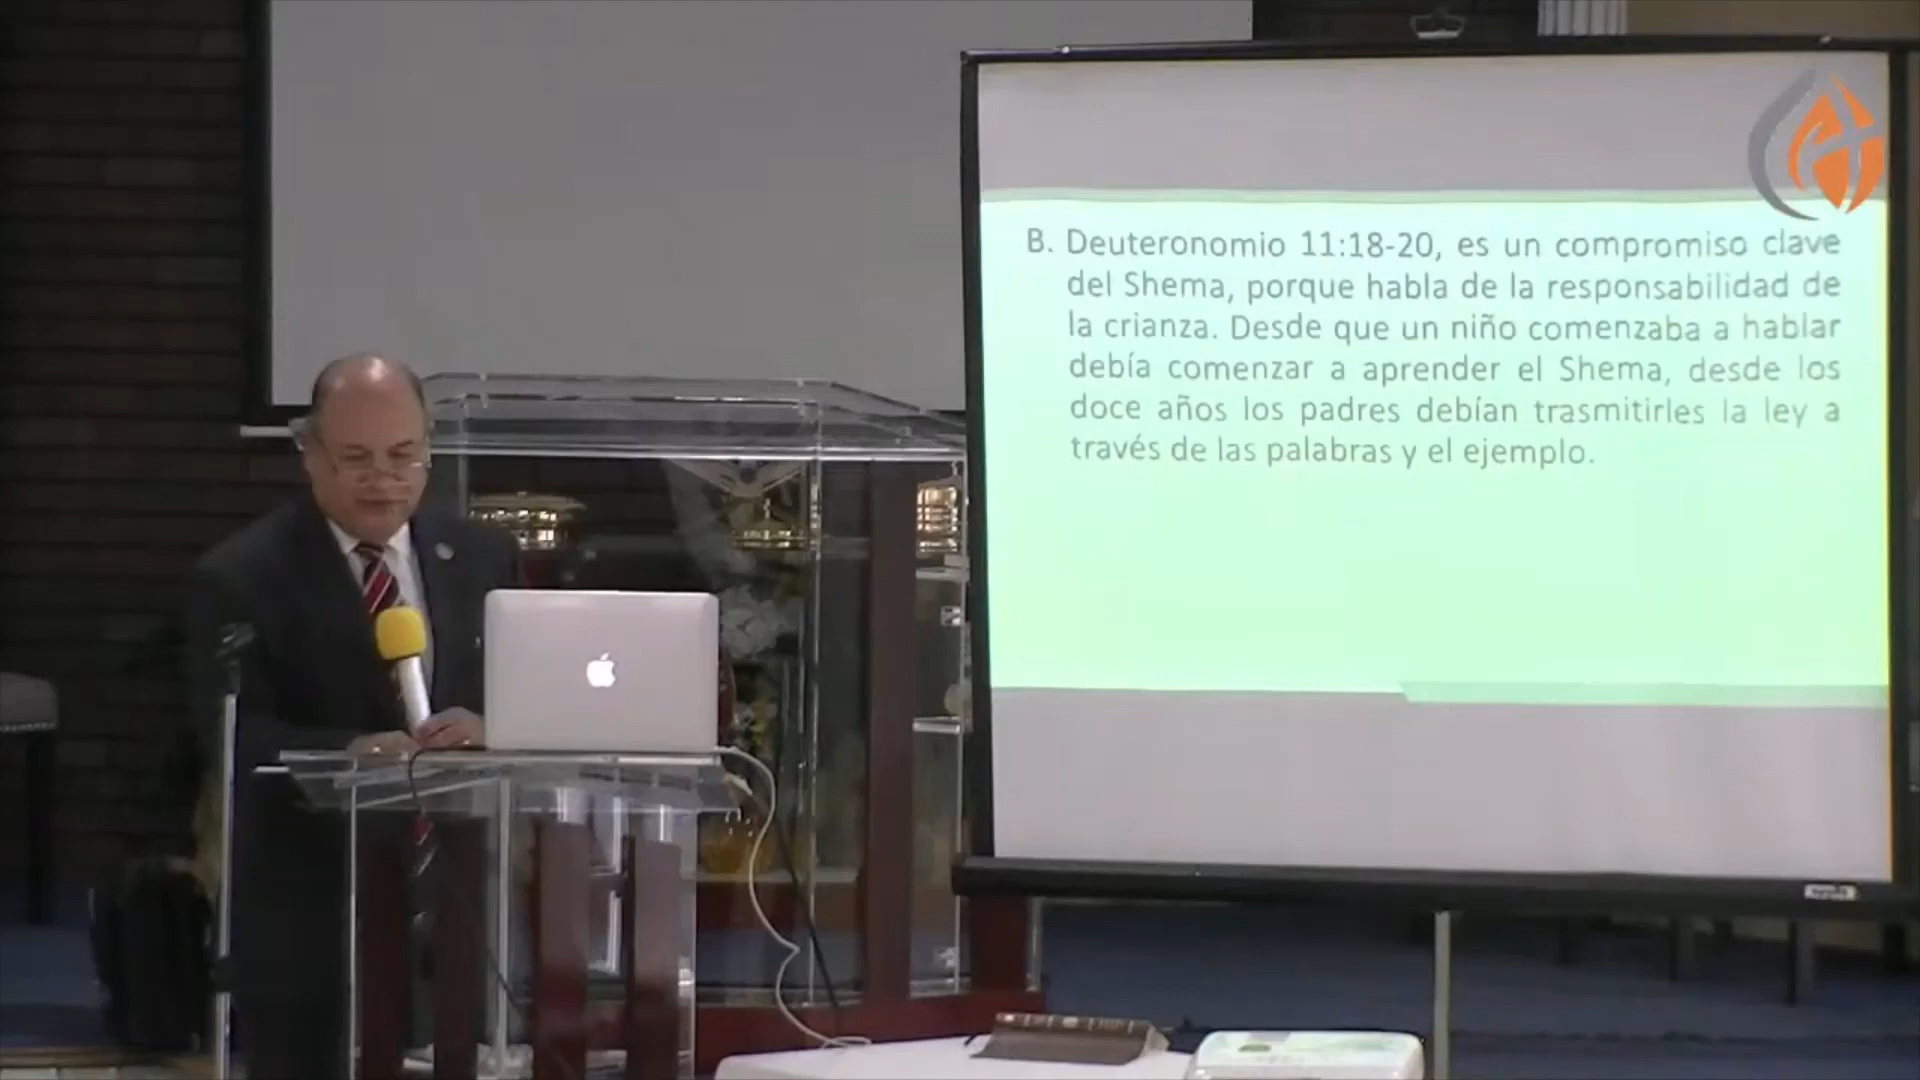 B. Deuteronomio 11:18-20, es un compromiso clave
del Shema, porque habla de la responsabilidad de
la crianza. Desde que un niño comenzaba a hablar
debía comenzar a aprender el Shema, desde los
doce años los padres debían trasmitirles la ley a
través de las palabras y el ejemplo.